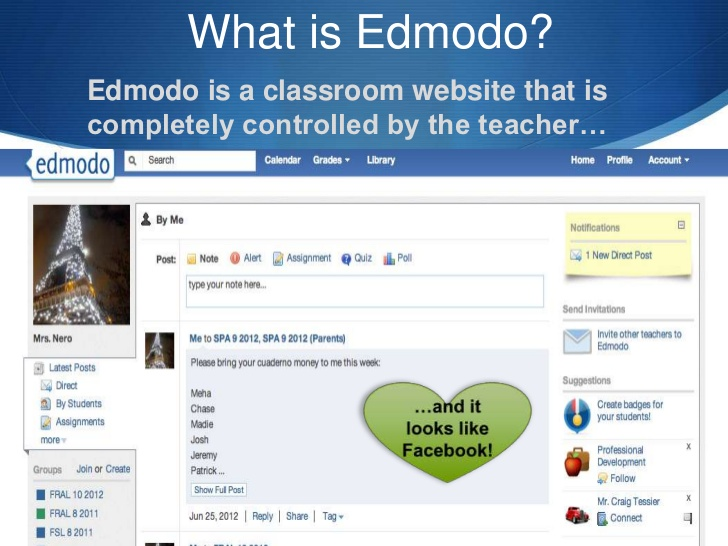 What is Edmodo?
Edmodo is a classroom website that is
completely controlled by the teacher…
edmodo
Search
Calendar Grades Library
Home Profile Account
By Me
Post: Note Alert Assignment Quiz Poll
type your note here...
Mrs. Nero
Latest Posts
Direct
By Students
Assignments
more
Groups Join or Create
FRAL 10 2012
FRAL 8 2011
FSL 8 2011
Me to SPA 9 2012, SPA 9 2012 (Parents)
Please bring your cuaderno money to me this week:
Meha
Chase
Madie
Josh
Jeremy
Patrick ...
Show Full Post
Jun 25, 2012 | Reply | Share | Tag
…and it
looks like
Facebook!
Notifications
1 New Direct Post
Send Invitations
Invite other teachers to
Edmodo
Suggestions
Create badges for
your students!
Professional
Development
x
Follow
Mr. Craig Tessier
x
Connect